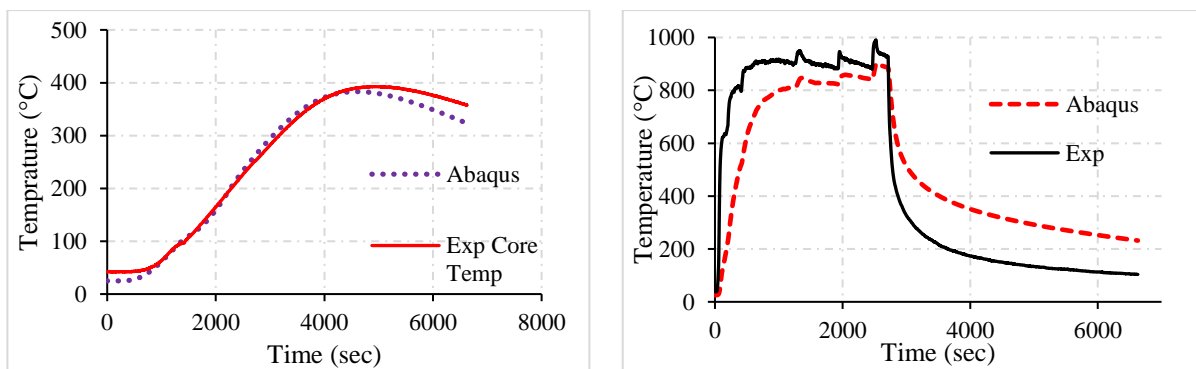 500
400
300
200
100
0
Temprature (°C)
0 2000 4000 6000 8000
Time (sec)
Abaqus
Exp Core
Temp
1000
800
600
400
200
0
Temperature (°C)
0 2000 4000 6000
Time (sec)
Abaqus
Exp